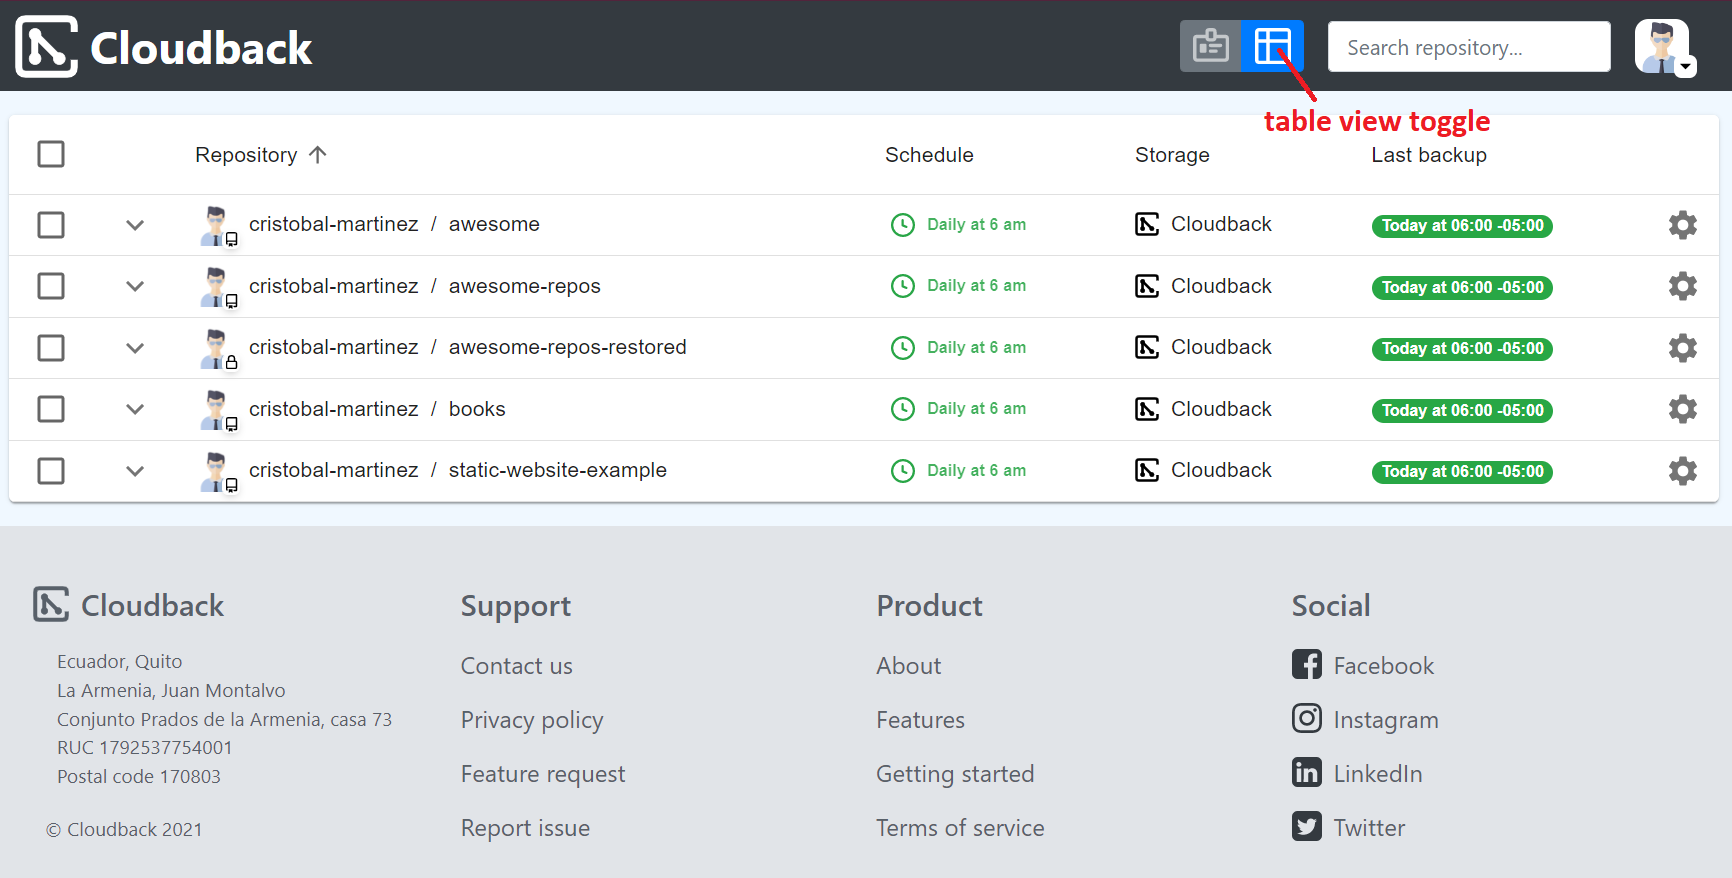 Cloudback
Search repository...
table view toggle
Repository Schedule Storage Last backup
cristobal-martinez / awesome Daily at 6 am Cloudback Today at 06:00 -05:00
cristobal-martinez / awesome-repos Daily at 6 am Cloudback Today at 06:00 -05:00
cristobal-martinez / awesome-repos-restored Daily at 6 am Cloudback Today at 06:00 -05:00
cristobal-martinez / books Daily at 6 am Cloudback Today at 06:00 -05:00
cristobal-martinez / static-website-example Daily at 6 am Cloudback Today at 06:00 -05:00
Cloudback
Ecuador, Quito
La Armenia, Juan Montalvo
Conjunto Prados de la Armenia, casa 73
RUC 1792537754001
Postal code 170803
© Cloudback 2021
Support
Contact us
Privacy policy
Feature request
Report issue
Product
About
Features
Getting started
Terms of service
Social
Facebook
Instagram
LinkedIn
Twitter